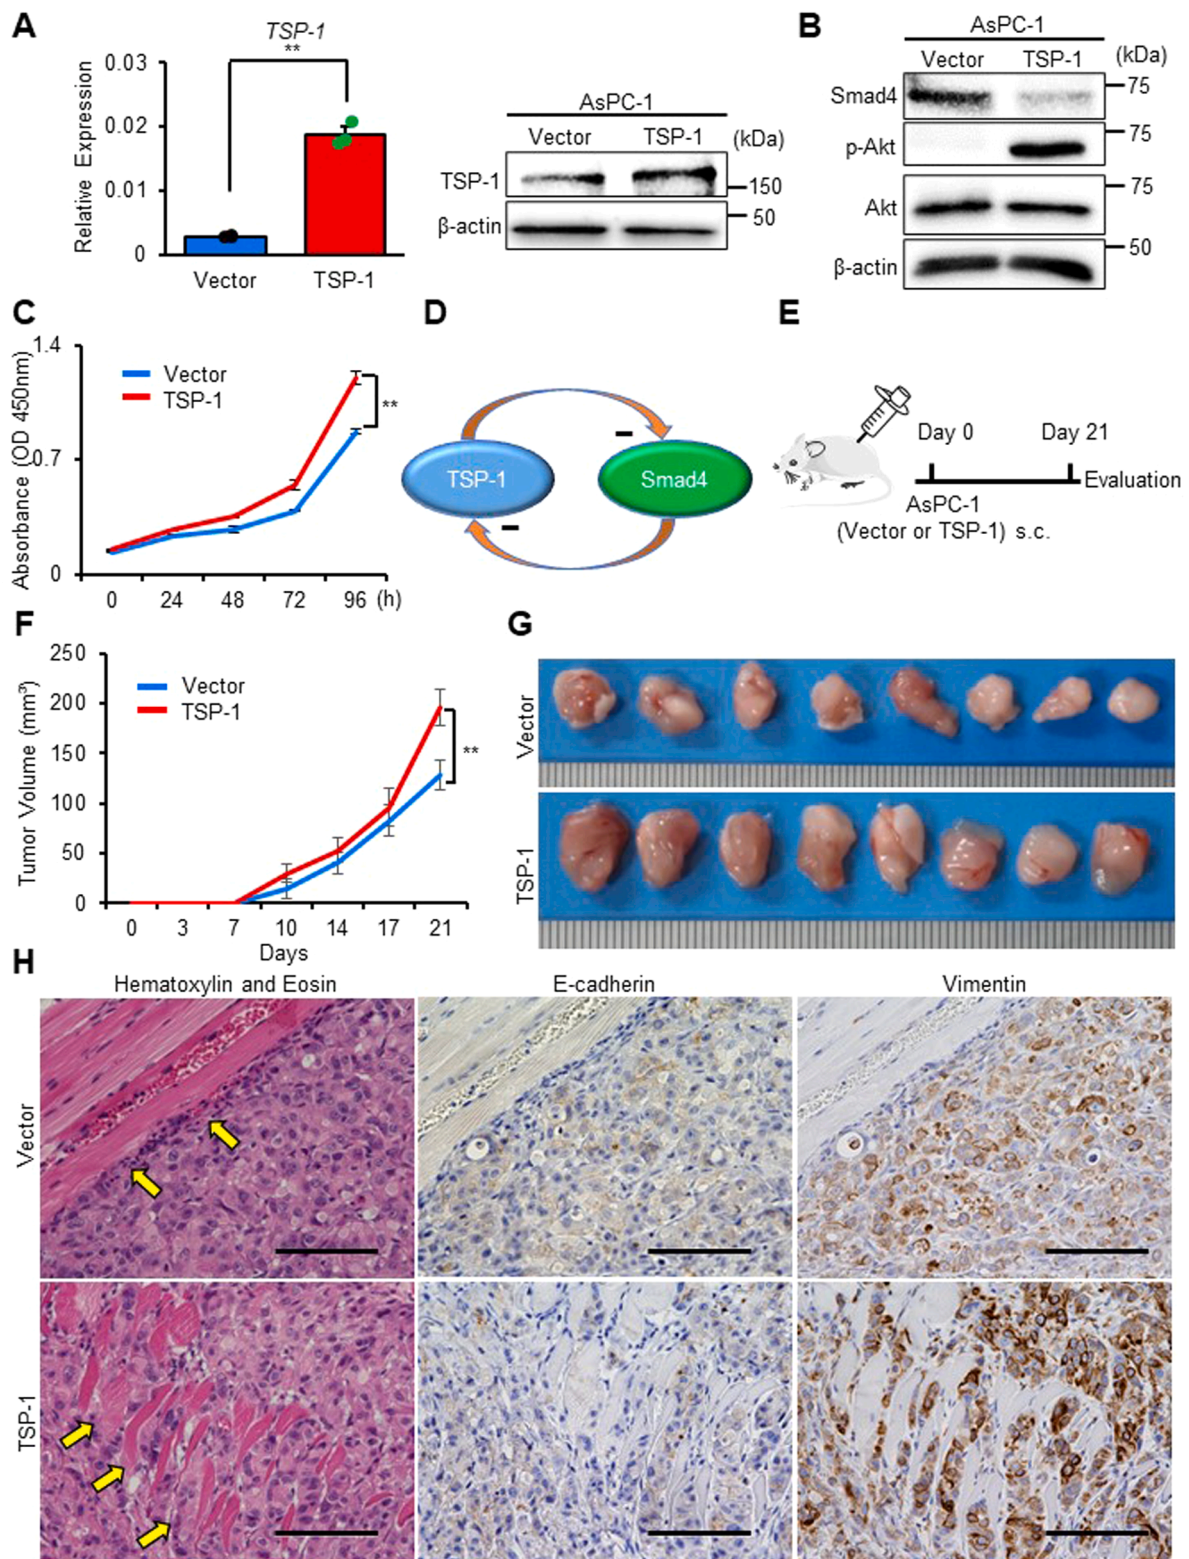 A
TSP-1
**
0.03
0.02
0.01
0
Relative Expression
Vector
TSP-1
AsPC-1
Vector
TSP-1
(kDa)
TSP-1
150
β-actin
50
B
AsPC-1
Vector
TSP-1
(kDa)
Smad4
75
p-Akt
75
Akt
75
β-actin
50
C
1.4
0.7
0
Absorbance (OD 450nm)
Vector
TSP-1
**
0
24
48
72
96
(h)
D
TSP-1
Smad4
E
Day 0
Day 21
Evaluation
AsPC-1
(Vector or TSP-1) s.c.
F
250
200
150
100
50
0
Tumor Volume (mm³)
Vector
TSP-1
**
0
3
7
10
14
17
21
Days
G
Vector
TSP-1
H
Hematoxylin and Eosin
E-cadherin
Vimentin
Vector
TSP-1